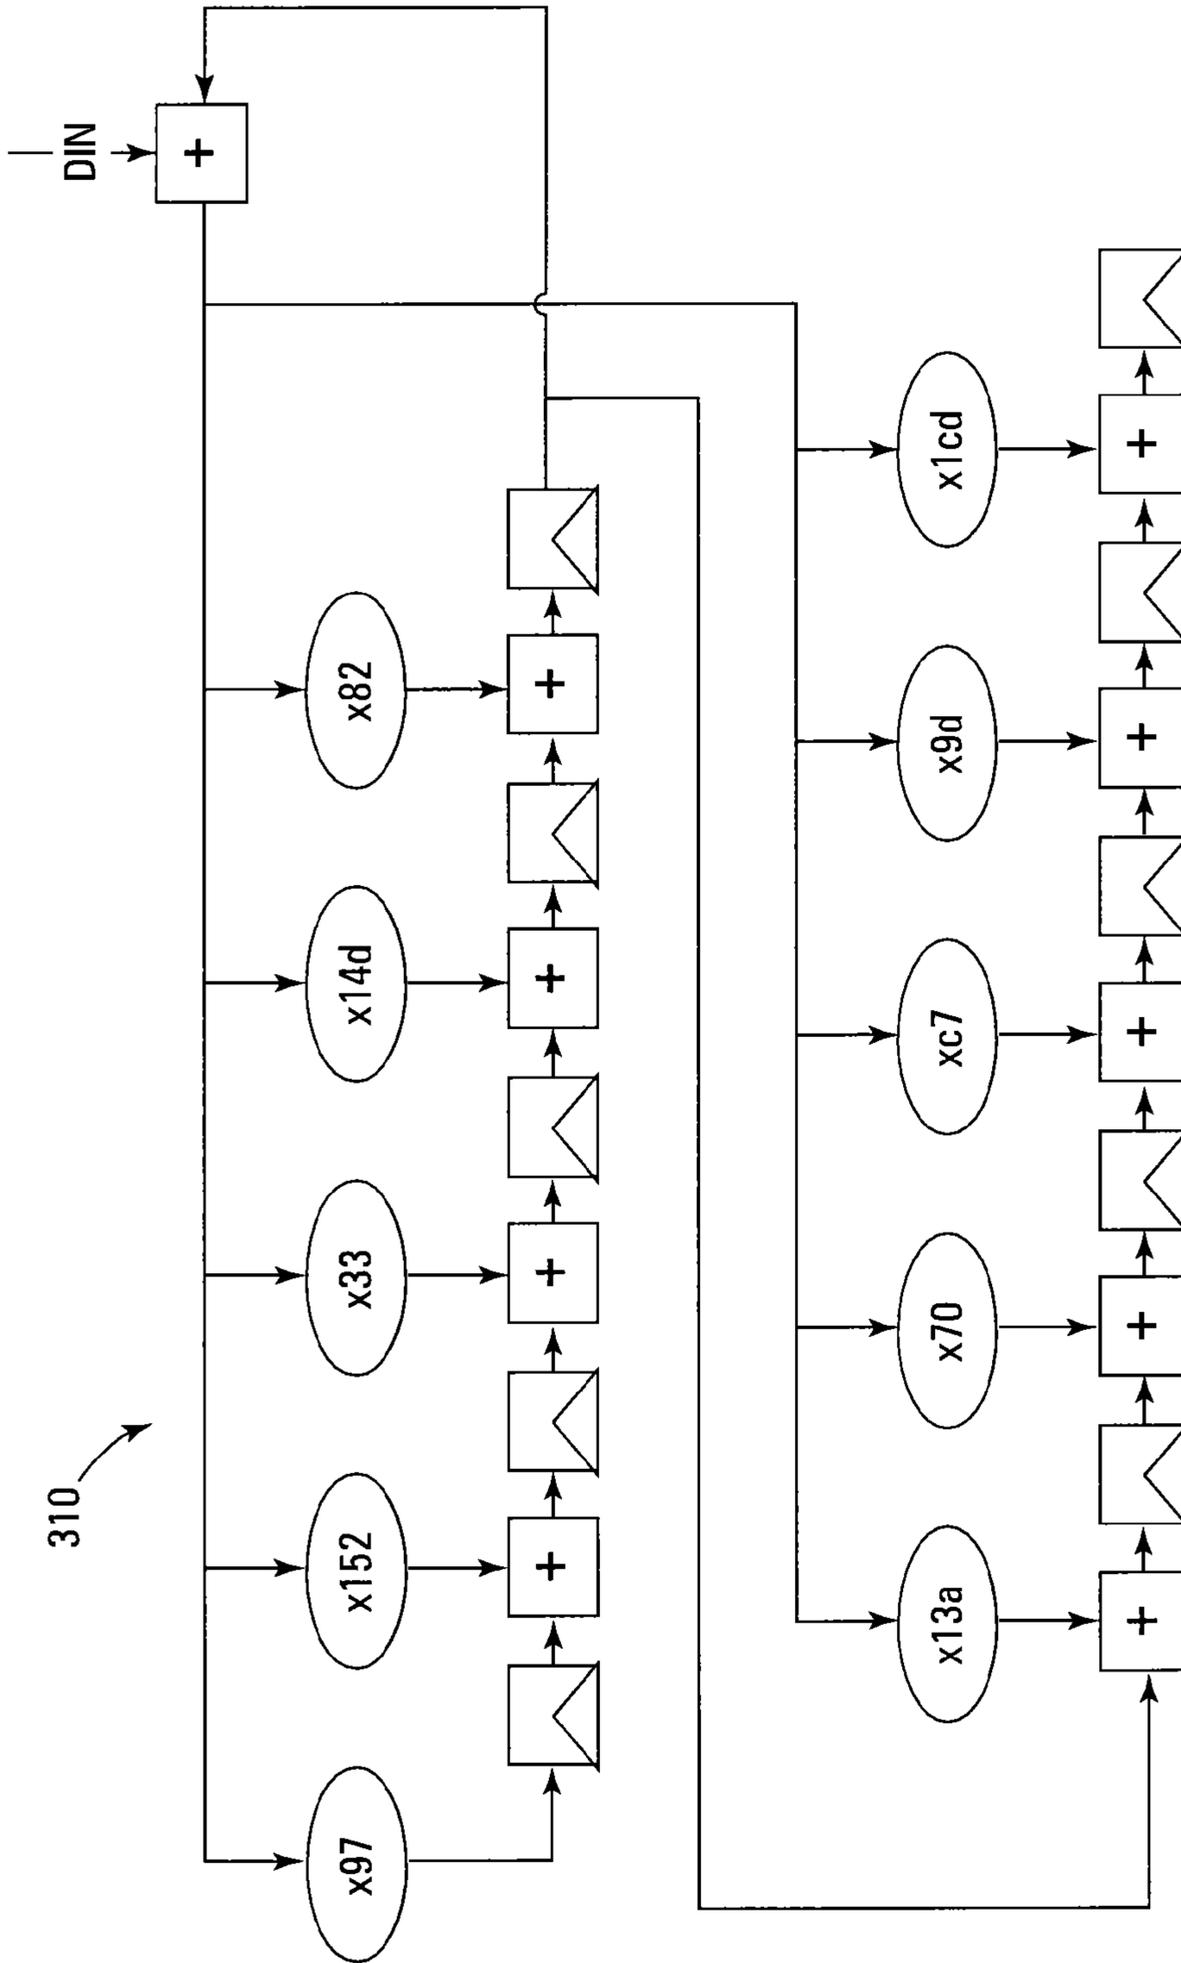 310
DIN
+
x97
x152
x33
x14d
x82
+
+
+
+
x13a
x70
xc7
x9d
x1cd
+
+
+
+
+